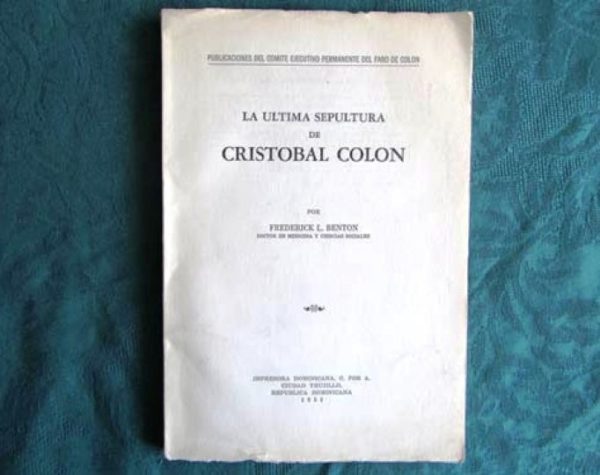 PUBLICACIONES DEL COMITE EJECUTIVO PERMANENTE DEL FARO DE COLON
LA ULTIMA SEPULTURA
DE
CRISTOBAL COLON
POR
FREDERICK L. BENTON
DOCTOR EN MEDICINA Y CIENCIAS SOCIALES
IMPRESORA DOMINICANA, C. POR A.
CIUDAD TRUJILLO,
REPUBLICA DOMINICANA